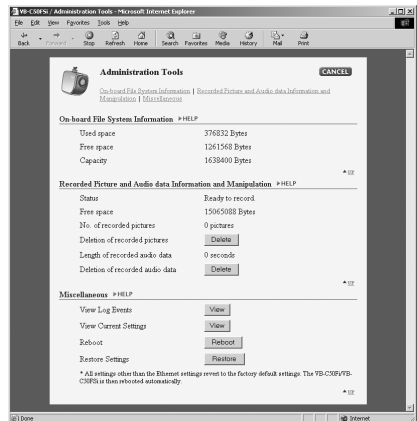 VB-C50FSi / Administration Tools - Microsoft Internet Explorer
File Edit View Favorites Tools Help
Back Forward Stop Refresh Home Search Favorites Media History Mail Print
Administration Tools
CANCEL
On-board File System Information | Recorded Picture and Audio data Information and
Manipulation | Miscellaneous
On-board File System Information ▶HELP
Used space 376832 Bytes
Free space 1261568 Bytes
Capacity 1638400 Bytes
▲UP
Recorded Picture and Audio data Information and Manipulation ▶HELP
Status Ready to record.
Free space 15065088 Bytes
No. of recorded pictures 0 pictures
Deletion of recorded pictures Delete
Length of recorded audio data 0 seconds
Deletion of recorded audio data Delete
▲UP
Miscellaneous ▶HELP
View Log Events View
View Current Settings View
Reboot Reboot
Restore Settings Restore
* All settings other than the Ethernet settings revert to the factory default settings. The VB-C50Fi/VB-
C50FSi is then rebooted automatically.
▲UP
Done Internet